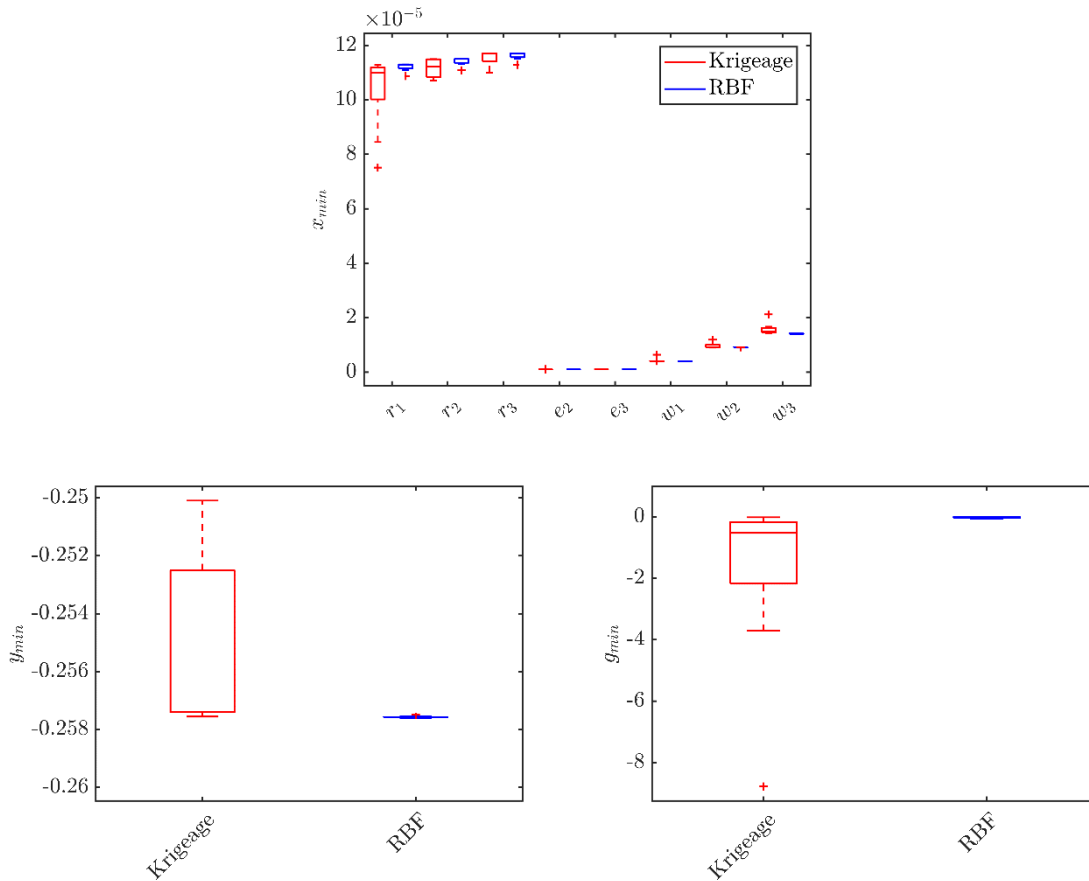 ×10⁻⁵
12
10
8
6
4
2
0
x_min
Krigeage
RBF
r₁ r₂ r₃ e₂ e₃ w₁ w₂ w₃
-0.25
-0.252
-0.254
-0.256
-0.258
-0.26
y_min
Krigeage RBF
0
-2
-4
-6
-8
g_min
Krigeage RBF